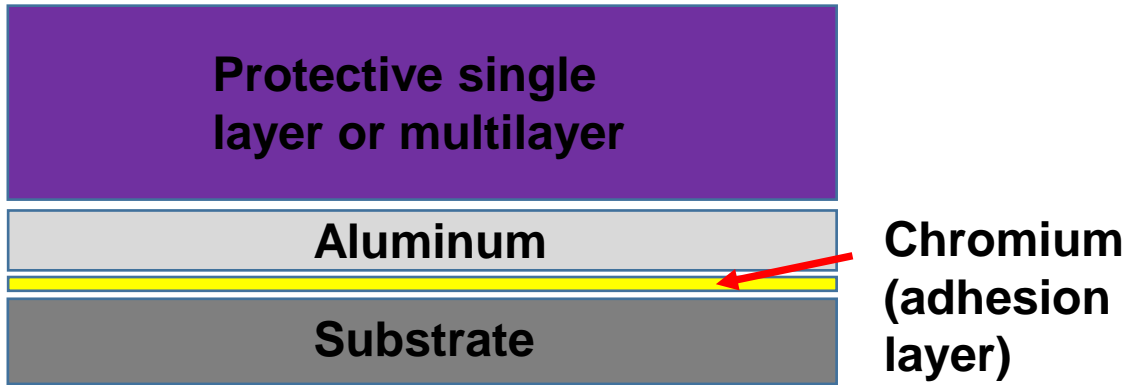 Protective single
layer or multilayer
Aluminum
Chromium
(adhesion
layer)
Substrate